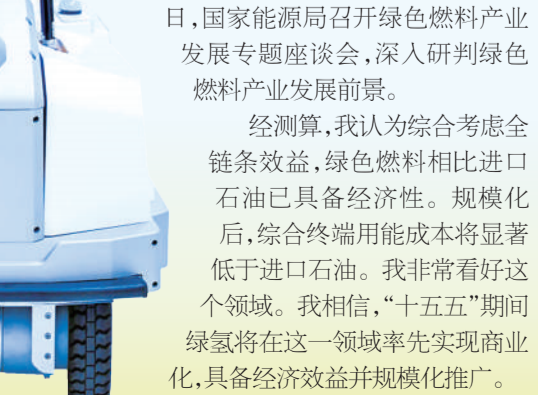 日,国家能源局召开绿色燃料产业
发展专题座谈会,深入研判绿色
燃料产业发展前景。
经测算,我认为综合考虑全
链条效益,绿色燃料相比进口
石油已具备经济性。规模化
后,综合终端用能成本将显著
低于进口石油。我非常看好这
个领域。我相信,“十五五”期间
绿氢将在这一领域率先实现商业
化,具备经济效益并规模化推广。